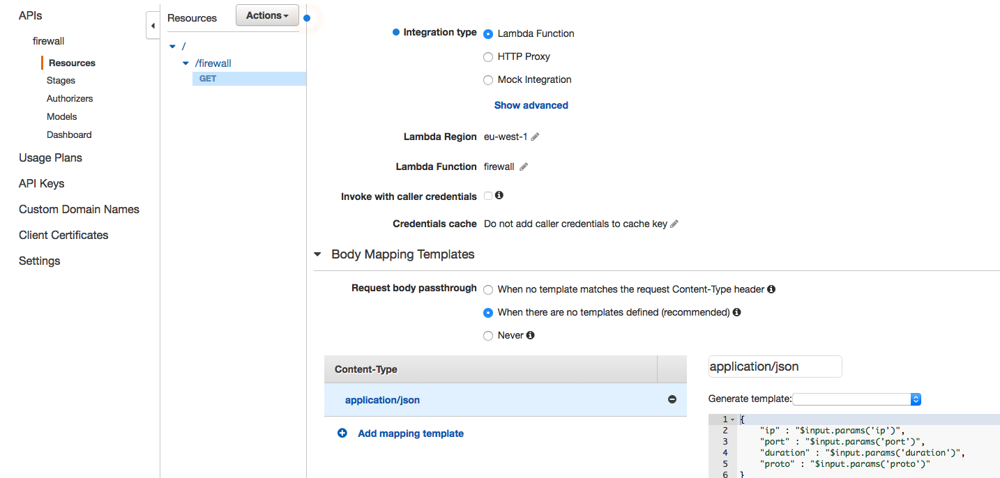 APIs
firewall
Resources
Stages
Authorizers
Models
Dashboard
Usage Plans
API Keys
Custom Domain Names
Client Certificates
Settings
Resources
Actions
/
/firewall
GET
Integration type
Lambda Function
HTTP Proxy
Mock Integration
Show advanced
Lambda Region eu-west-1
Lambda Function firewall
Invoke with caller credentials
Credentials cache Do not add caller credentials to cache key
Body Mapping Templates
Request body passthrough
When no template matches the request Content-Type header
When there are no templates defined (recommended)
Never
Content-Type
application/json
Add mapping template
application/json
Generate template:
1 {
2 "ip" : "$input.params('ip')",
3 "port" : "$input.params('port')",
4 "duration" : "$input.params('duration')",
5 "proto" : "$input.params('proto')"
6 }